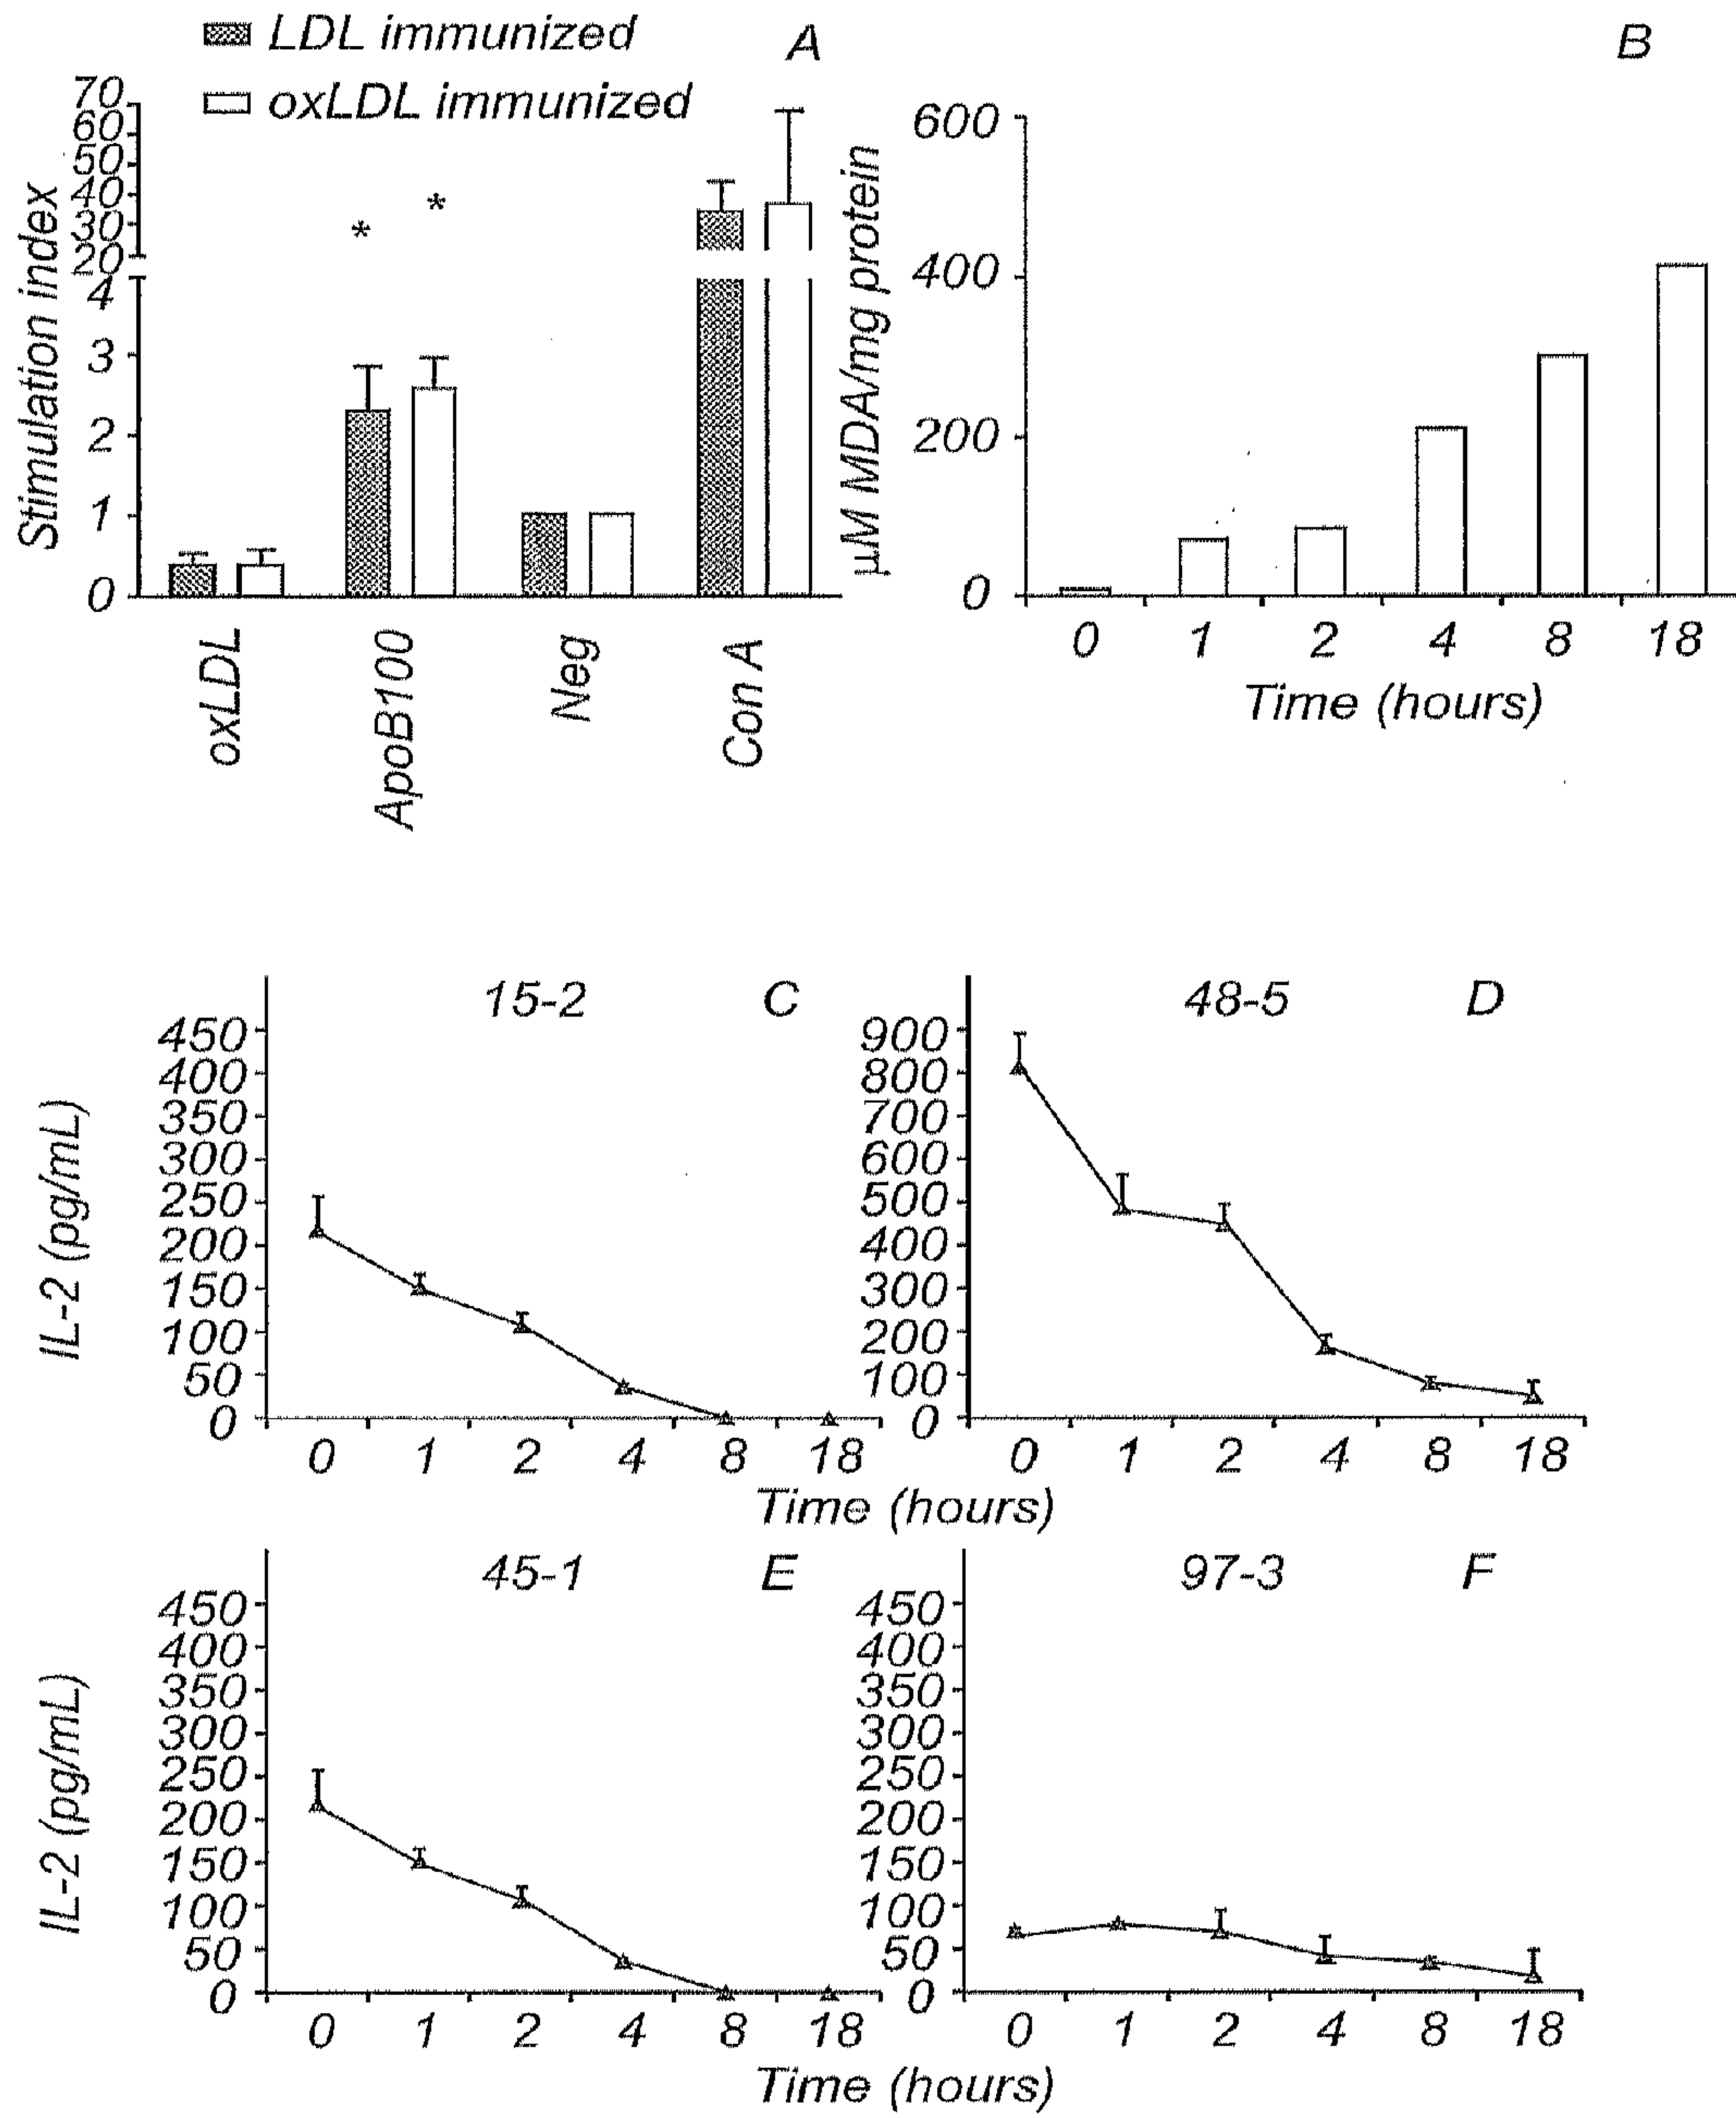 LDL immunized
oxLDL immunized
A
Stimulation index
70
60
50
40
30
20
4
3
2
1
0
* *
oxLDL ApoB100 Neg Con A
B
µM MDA/mg protein
600
400
200
0
0 1 2 4 8 18
Time (hours)
15-2 C
IL-2 (pg/mL)
450
400
350
300
250
200
150
100
50
0
0 1 2 4 8 18
48-5 D
900
800
700
600
500
400
300
200
100
0
0 1 2 4 8 18
Time (hours)
45-1 E
IL-2 (pg/mL)
450
400
350
300
250
200
150
100
50
0
0 1 2 4 8 18
97-3 F
450
400
350
300
250
200
150
100
50
0
0 1 2 4 8 18
Time (hours)